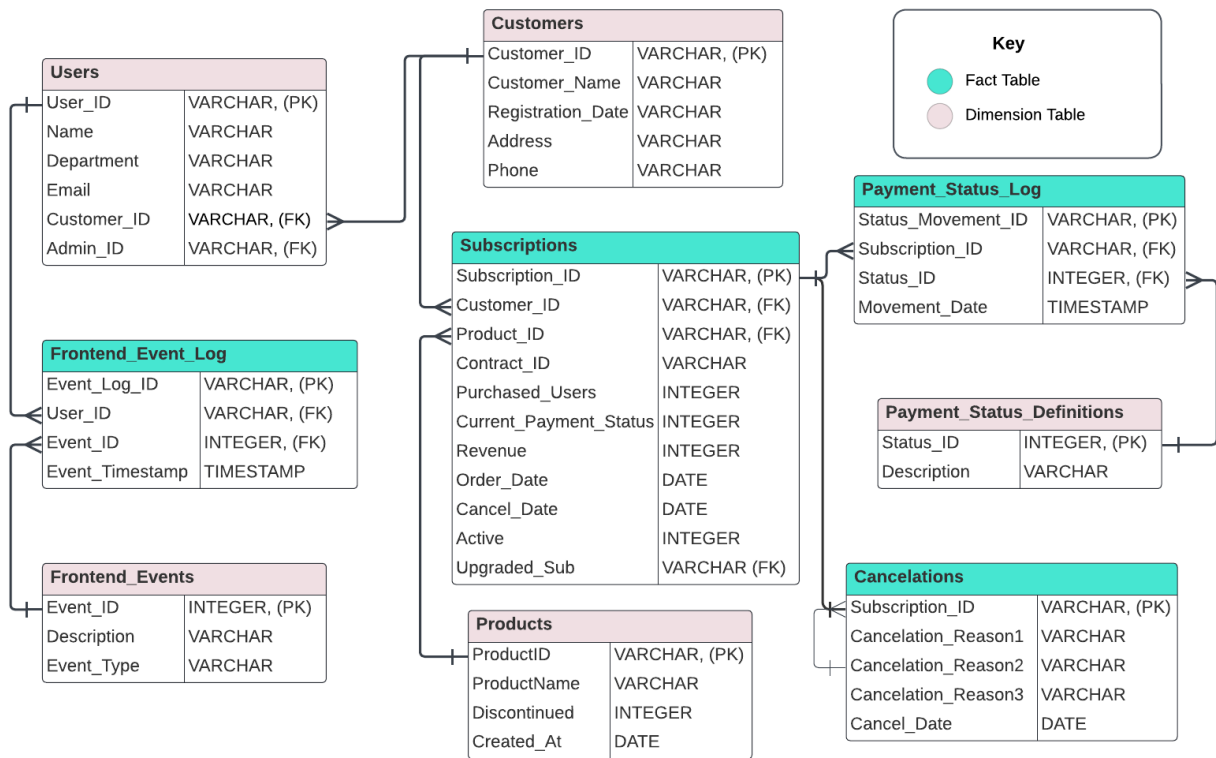 Customers
Customer_ID VARCHAR, (PK)
Customer_Name VARCHAR
Registration_Date VARCHAR
Address VARCHAR
Phone VARCHAR
Key
Fact Table
Dimension Table
Users
User_ID VARCHAR, (PK)
Name VARCHAR
Department VARCHAR
Email VARCHAR
Customer_ID VARCHAR, (FK)
Admin_ID VARCHAR, (FK)
Payment_Status_Log
Status_Movement_ID VARCHAR, (PK)
Subscription_ID VARCHAR, (FK)
Status_ID INTEGER, (FK)
Movement_Date TIMESTAMP
Subscriptions
Subscription_ID VARCHAR, (PK)
Customer_ID VARCHAR, (FK)
Product_ID VARCHAR, (FK)
Contract_ID VARCHAR
Purchased_Users INTEGER
Current_Payment_Status INTEGER
Revenue INTEGER
Order_Date DATE
Cancel_Date DATE
Active INTEGER
Upgraded_Sub VARCHAR (FK)
Frontend_Event_Log
Event_Log_ID VARCHAR, (PK)
User_ID VARCHAR, (FK)
Event_ID INTEGER, (FK)
Event_Timestamp TIMESTAMP
Payment_Status_Definitions
Status_ID INTEGER, (PK)
Description VARCHAR
Frontend_Events
Event_ID INTEGER, (PK)
Description VARCHAR
Event_Type VARCHAR
Products
ProductID VARCHAR, (PK)
ProductName VARCHAR
Discontinued INTEGER
Created_At DATE
Cancelations
Subscription_ID VARCHAR, (PK)
Cancelation_Reason1 VARCHAR
Cancelation_Reason2 VARCHAR
Cancelation_Reason3 VARCHAR
Cancel_Date DATE